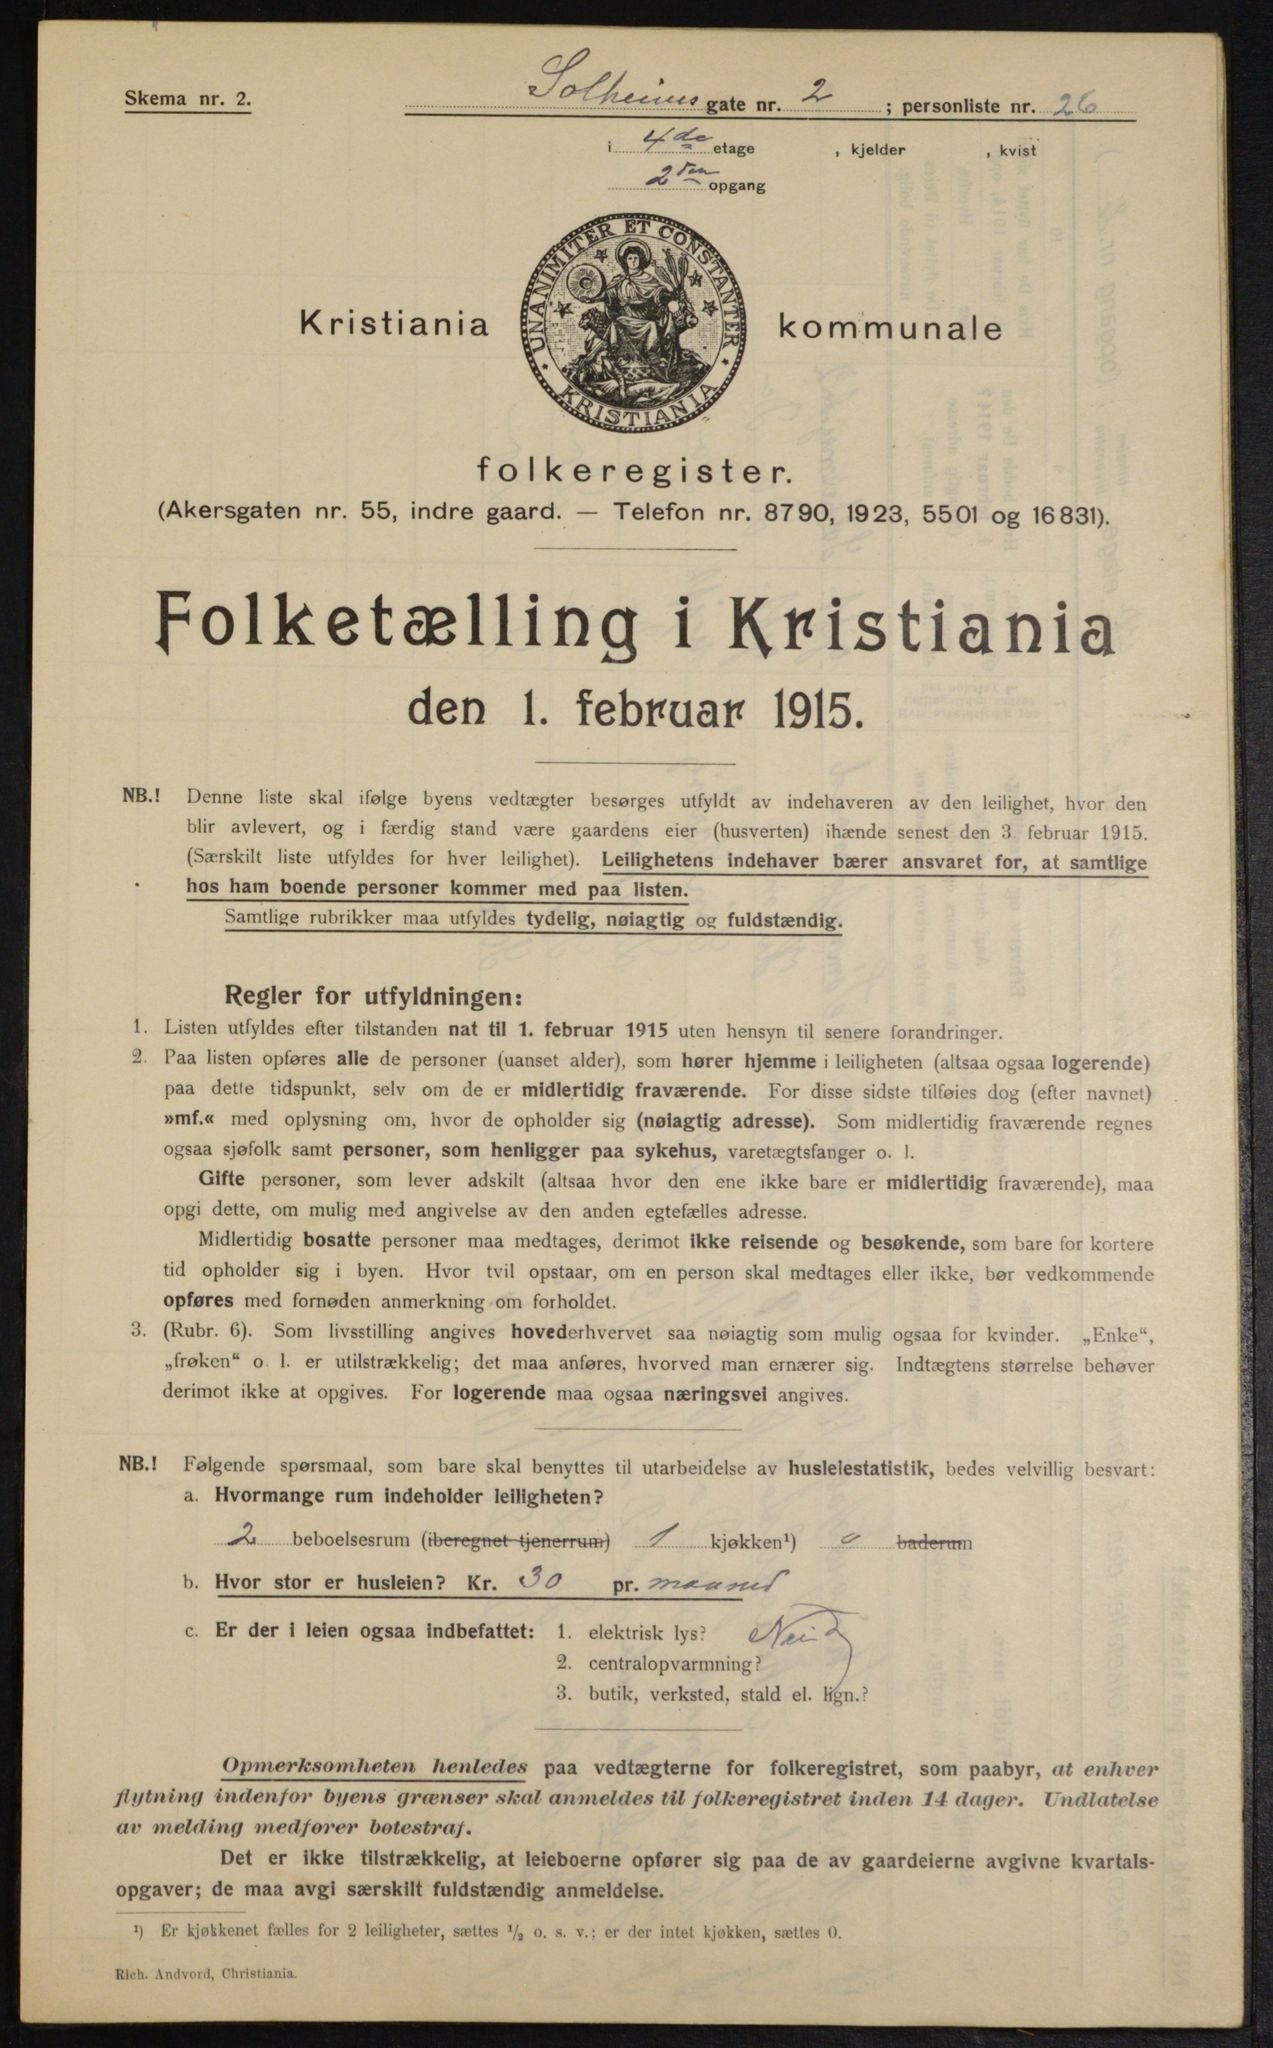 Skema nr. 2.
Solheims gate nr. 2 ; personliste nr. 26
i 4de etage , kjelder , kvist
2den opgang
UNANIMITER ET CONSTANTER
KRISTIANIA
Kristiania kommunale
folkeregister.
(Akersgaten nr. 55, indre gaard. — Telefon nr. 8790, 1923, 5501 og 16831).
Folketælling i Kristiania
den 1. februar 1915.
NB.! Denne liste skal ifølge byens vedtægter besørges utfyldt av indehaveren av den leilighet, hvor den
blir avlevert, og i færdig stand være gaardens eier (husverten) ihænde senest den 3. februar 1915.
(Særskilt liste utfyldes for hver leilighet). Leilighetens indehaver bærer ansvaret for, at samtlige
hos ham boende personer kommer med paa listen.
Samtlige rubrikker maa utfyldes tydelig, nøiagtig og fuldstændig.
Regler for utfyldningen:
1. Listen utfyldes efter tilstanden nat til 1. februar 1915 uten hensyn til senere forandringer.
2. Paa listen opføres alle de personer (uanset alder), som hører hjemme i leiligheten (altsaa ogsaa logerende)
paa dette tidspunkt, selv om de er midlertidig fraværende. For disse sidste tilføies dog (efter navnet)
»mf.« med oplysning om, hvor de opholder sig (nøiagtig adresse). Som midlertidig fraværende regnes
ogsaa sjøfolk samt personer, som henligger paa sykehus, varetægtsfanger o. l.
Gifte personer, som lever adskilt (altsaa hvor den ene ikke bare er midlertidig fraværende), maa
opgi dette, om mulig med angivelse av den anden egtefælles adresse.
Midlertidig bosatte personer maa medtages, derimot ikke reisende og besøkende, som bare for kortere
tid opholder sig i byen. Hvor tvil opstaar, om en person skal medtages eller ikke, bør vedkommende
opføres med fornøden anmerkning om forholdet.
3. (Rubr. 6). Som livsstilling angives hovederhvervet saa nøiagtig som mulig ogsaa for kvinder. „Enke“,
„frøken“ o. l. er utilstrækkelig; det maa anføres, hvorved man ernærer sig. Indtægtens størrelse behøver
derimot ikke at opgives. For logerende maa ogsaa næringsvei angives.
NB.! Følgende spørsmaal, som bare skal benyttes til utarbeidelse av husleiestatistik, bedes velvillig besvart:
a. Hvormange rum indeholder leiligheten?
2 beboelsesrum (iberegnet tjenerrum) 1 kjøkken¹) 0 baderum
b. Hvor stor er husleien? Kr. 30 pr. maaned
c. Er der i leien ogsaa indbefattet: 1. elektrisk lys? Nei
2. centralopvarmning?
3. butik, verksted, stald el. lign.?
Opmerksomheten henledes paa vedtægterne for folkeregistret, som paabyr, at enhver
flytning indenfor byens grænser skal anmeldes til folkeregistret inden 14 dager. Undlatelse
av melding medfører bøtestraf.
Det er ikke tilstrækkelig, at leieboerne opfører sig paa de av gaardeierne avgivne kvartals-
opgaver; de maa avgi særskilt fuldstændig anmeldelse.
¹) Er kjøkkenet fælles for 2 leiligheter, sættes ½ o. s. v.; er der intet kjøkken, sættes 0.
Rich. Andvord, Christiania.